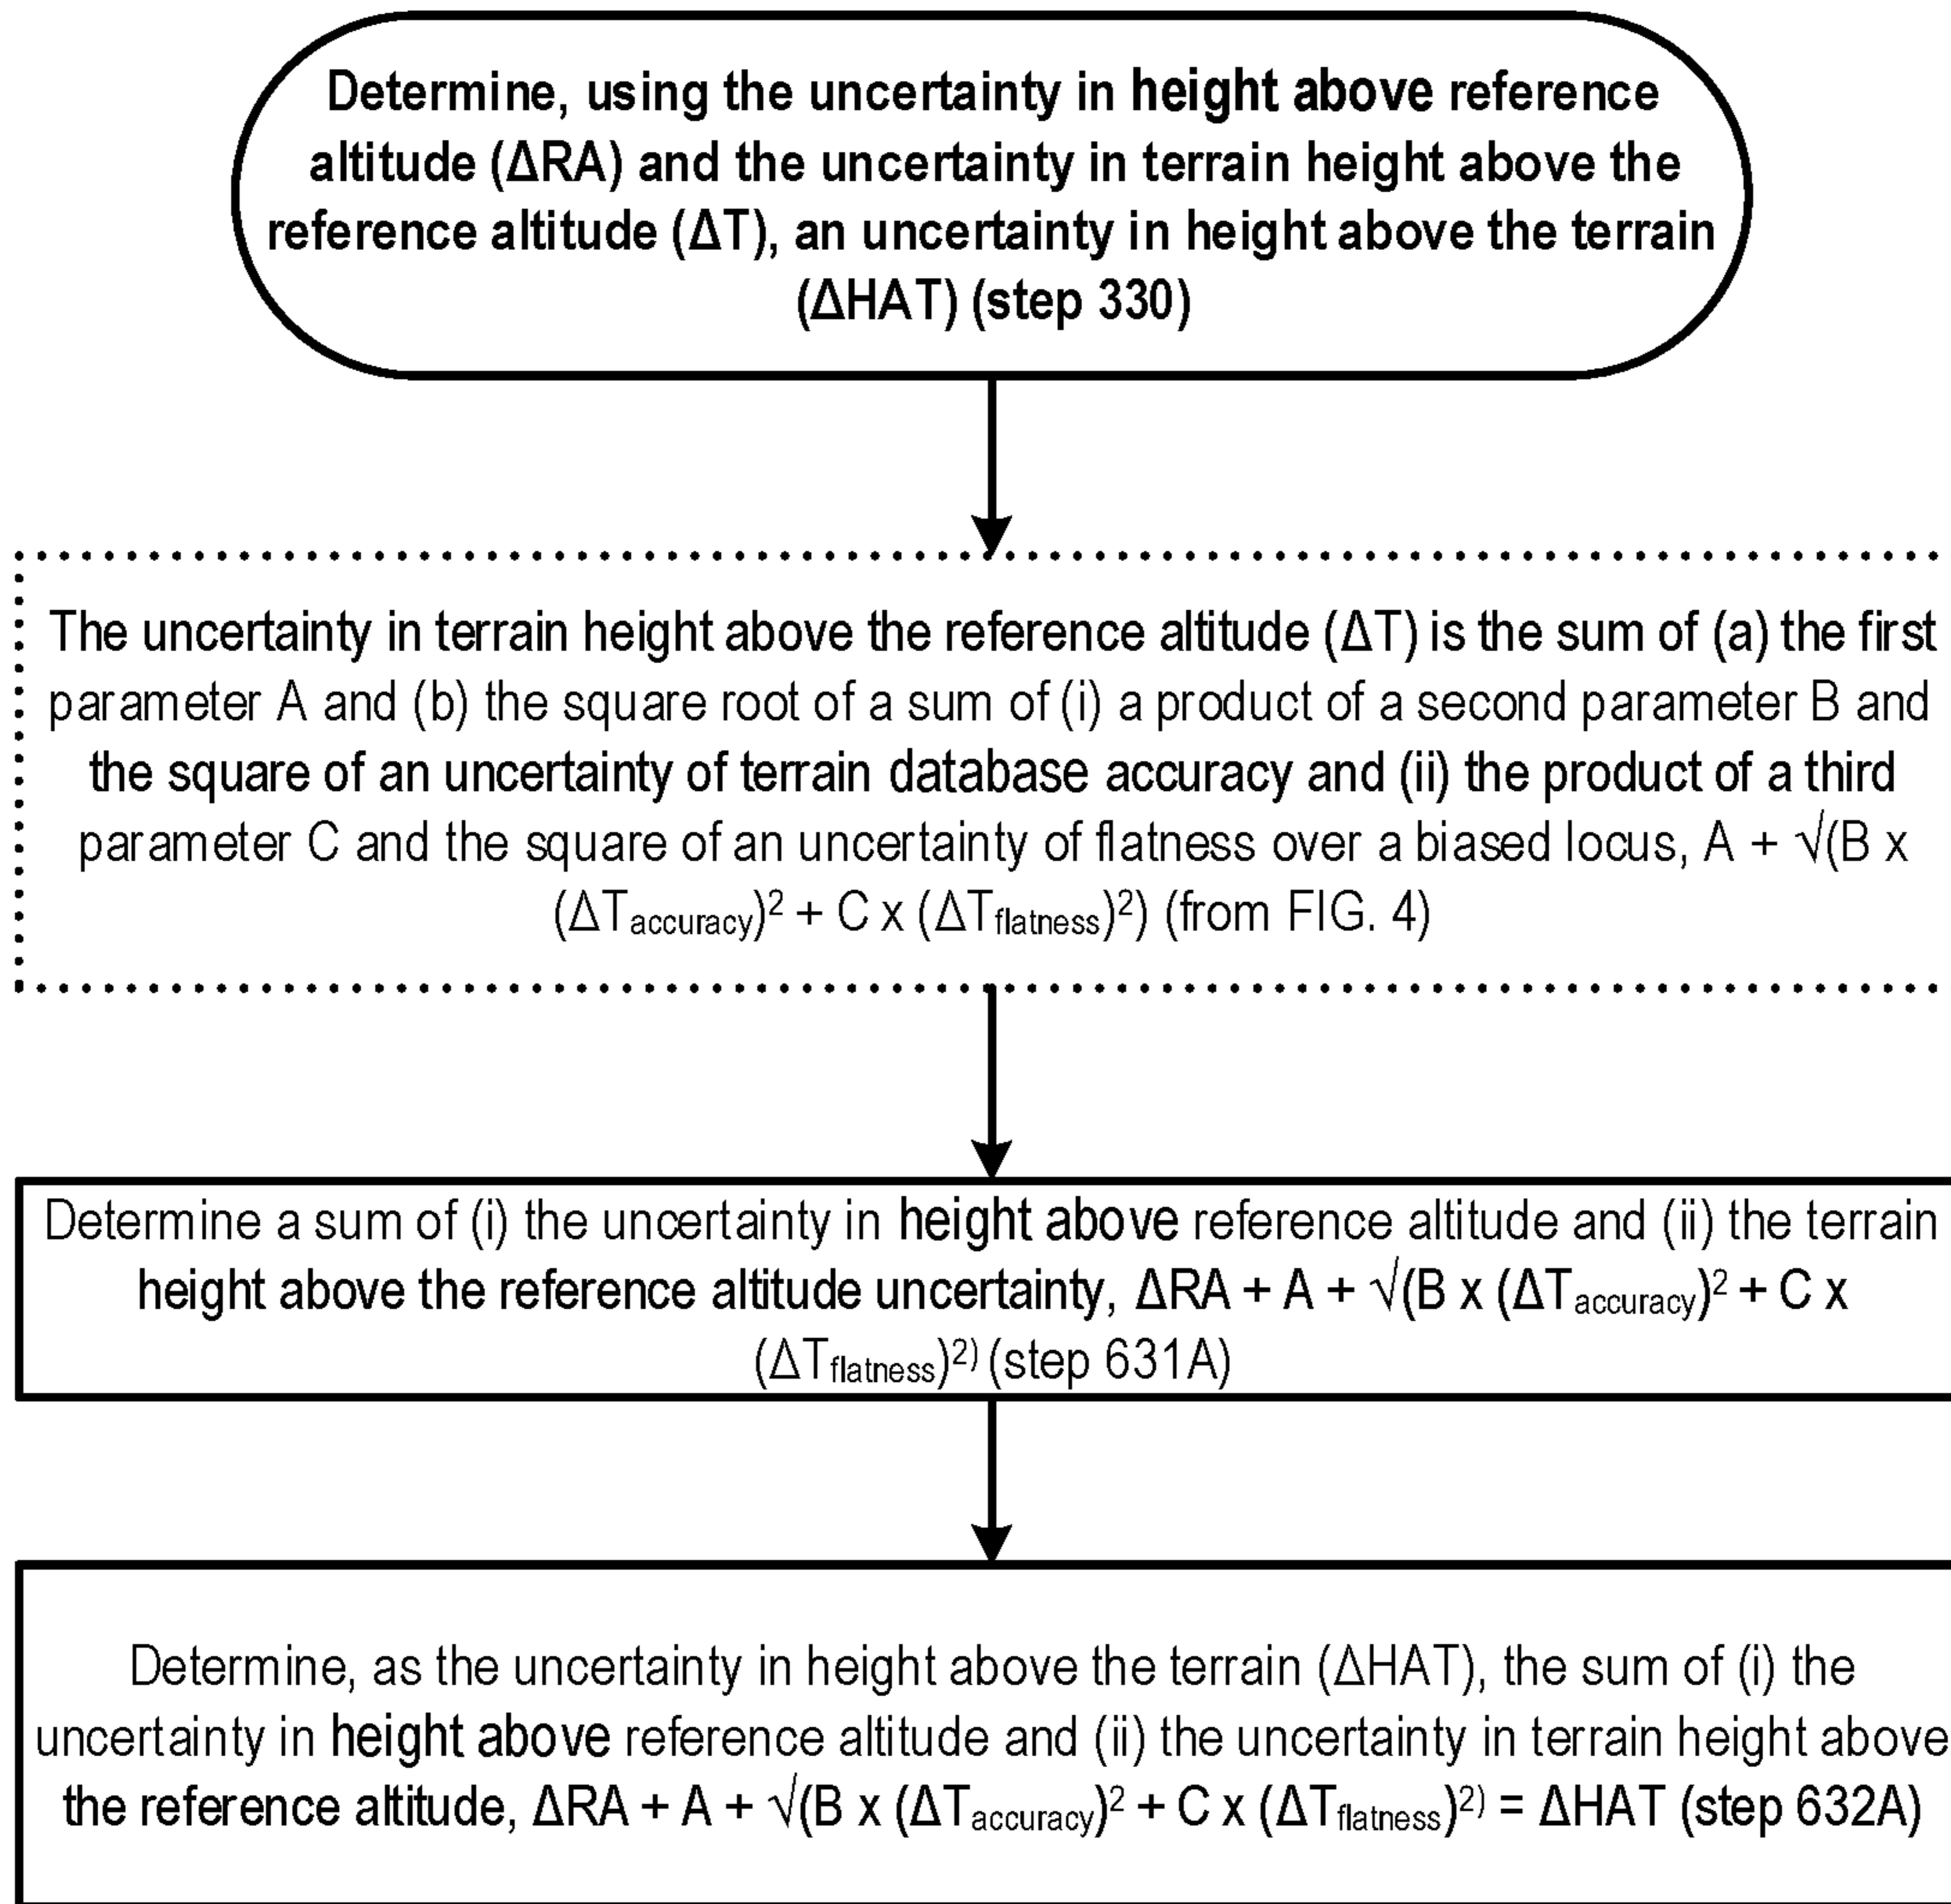 Determine, using the uncertainty in height above reference
altitude (ΔRA) and the uncertainty in terrain height above the
reference altitude (ΔT), an uncertainty in height above the terrain
(ΔHAT) (step 330)
The uncertainty in terrain height above the reference altitude (ΔT) is the sum of (a) the first
parameter A and (b) the square root of a sum of (i) a product of a second parameter B and
the square of an uncertainty of terrain database accuracy and (ii) the product of a third
parameter C and the square of an uncertainty of flatness over a biased locus, A + √(B x
(ΔTaccuracy)² + C x (ΔTflatness)²) (from FIG. 4)
Determine a sum of (i) the uncertainty in height above reference altitude and (ii) the terrain
height above the reference altitude uncertainty, ΔRA + A + √(B x (ΔTaccuracy)² + C x
(ΔTflatness)²⁾ (step 631A)
Determine, as the uncertainty in height above the terrain (ΔHAT), the sum of (i) the
uncertainty in height above reference altitude and (ii) the uncertainty in terrain height above
the reference altitude, ΔRA + A + √(B x (ΔTaccuracy)² + C x (ΔTflatness)²⁾ = ΔHAT (step 632A)